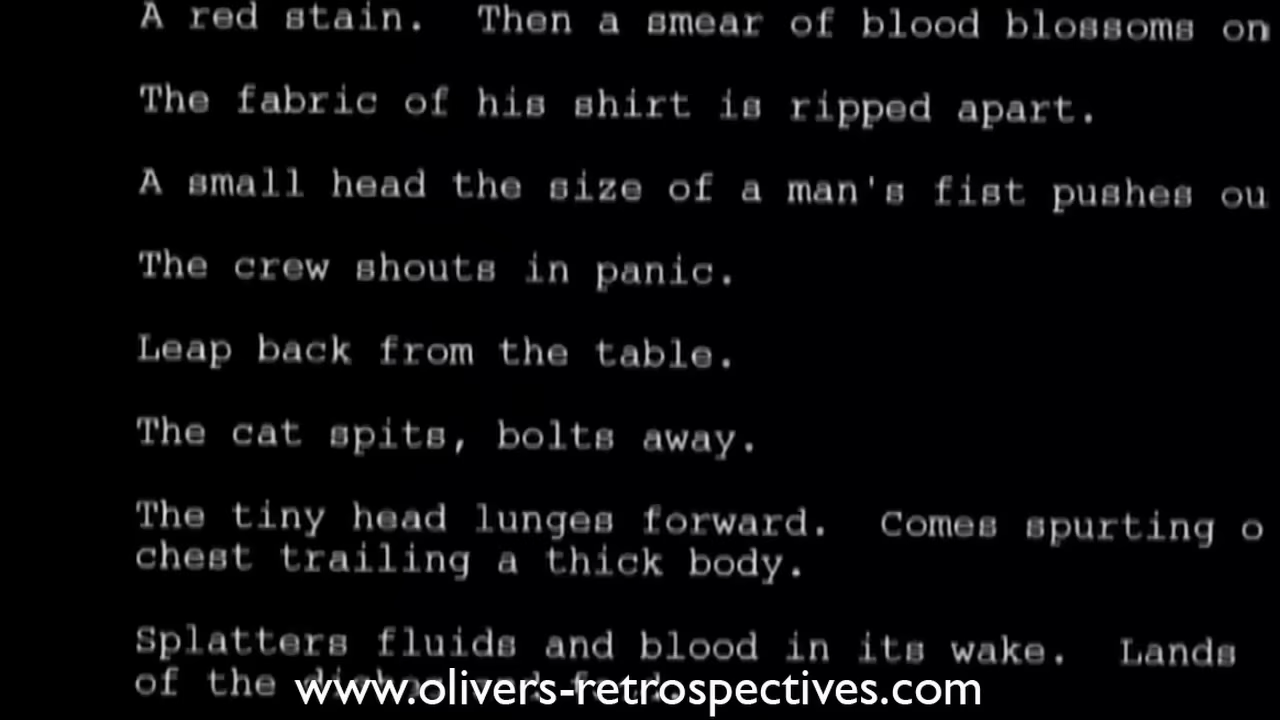 A red stain.  Then a smear of blood blossoms on
The fabric of his shirt is ripped apart.
A small head the size of a man's fist pushes ou
The crew shouts in panic.
Leap back from the table.
The cat spits, bolts away.
The tiny head lunges forward.  Comes spurting o
chest trailing a thick body.
Splatters fluids and blood in its wake.  Lands
of the
www.olivers-retrospectives.com